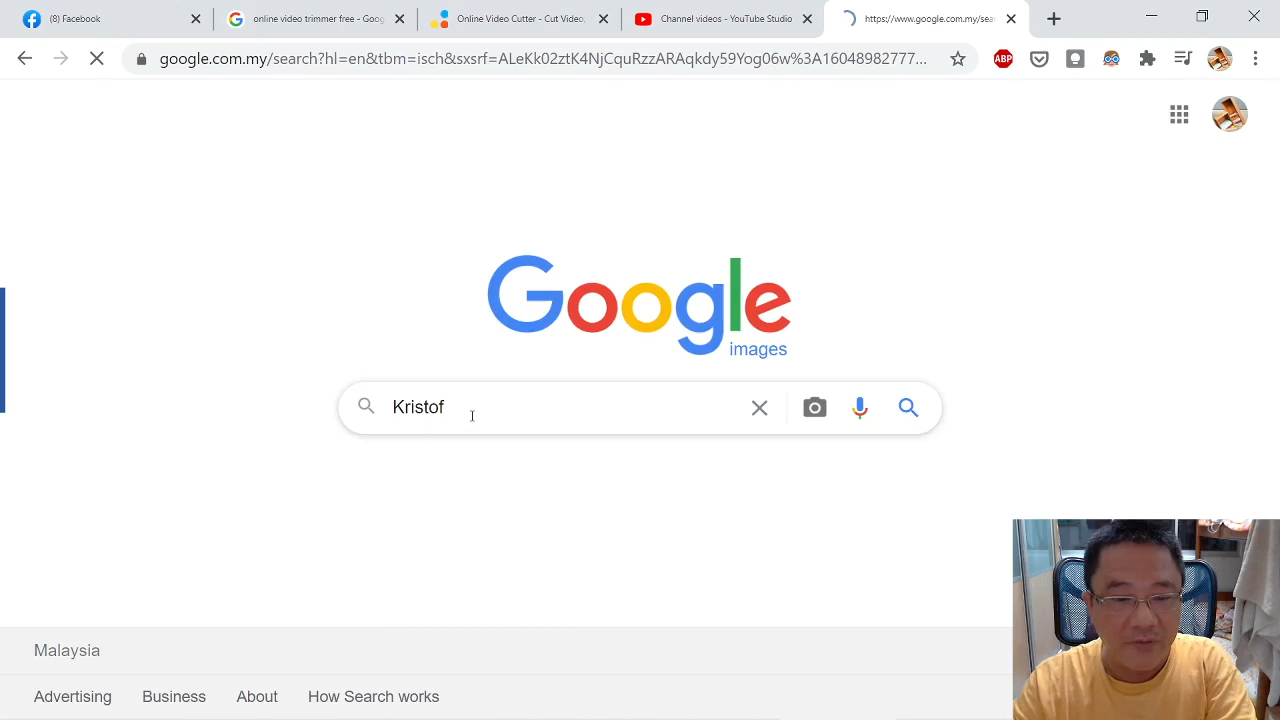 (8) Facebook
online video trimmer free - Goog
Online Video Cutter - Cut Video,
Channel videos - YouTube Studio
https://www.google.com.my/sea
google.com.my/search?hl=en&tbm=isch&sxsrf=ALeKk02ztK4NjCquRzzARAqkdy59Yog06w%3A16048982777...
ABP
Google
images
Kristof
Malaysia
Advertising
Business
About
How Search works